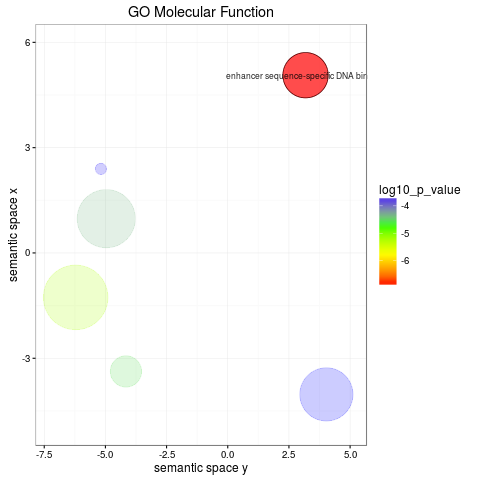 GO Molecular Function
6
3
0
-3
semantic space x
enhancer sequence-specific DNA bin
-7.5 -5.0 -2.5 0.0 2.5 5.0
semantic space y
log10_p_value
-4
-5
-6